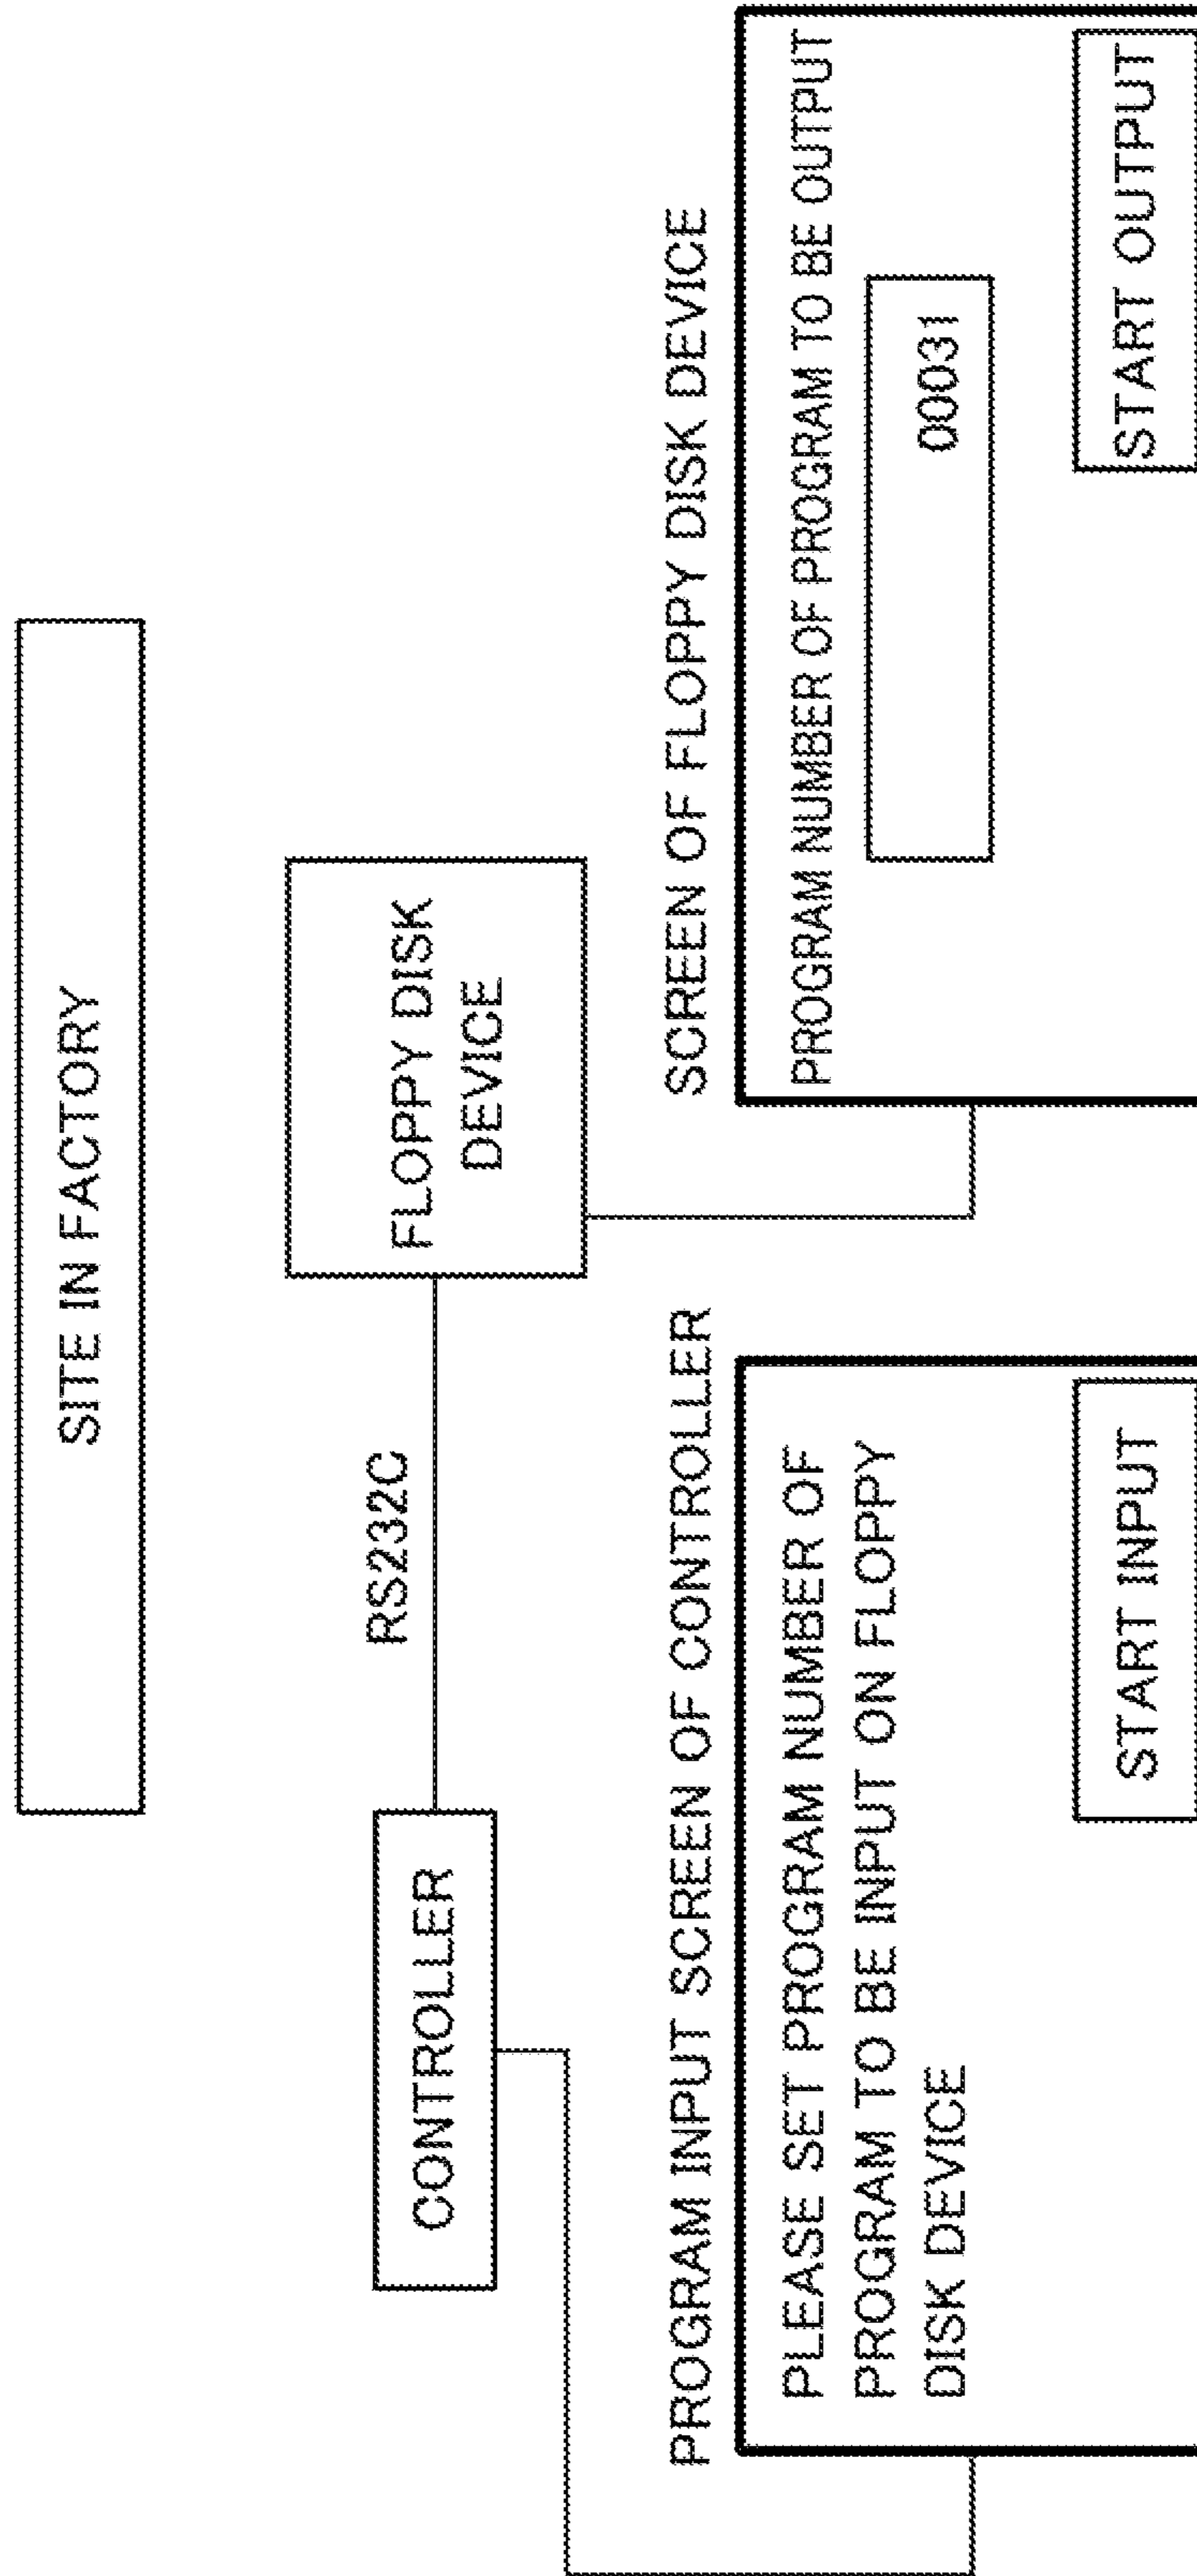 SITE IN FACTORY
CONTROLLER
RS232C
FLOPPY DISK
DEVICE
PROGRAM INPUT SCREEN OF CONTROLLER
PLEASE SET PROGRAM NUMBER OF
PROGRAM TO BE INPUT ON FLOPPY
DISK DEVICE
START INPUT
SCREEN OF FLOPPY DISK DEVICE
PROGRAM NUMBER OF PROGRAM TO BE OUTPUT
00031
START OUTPUT